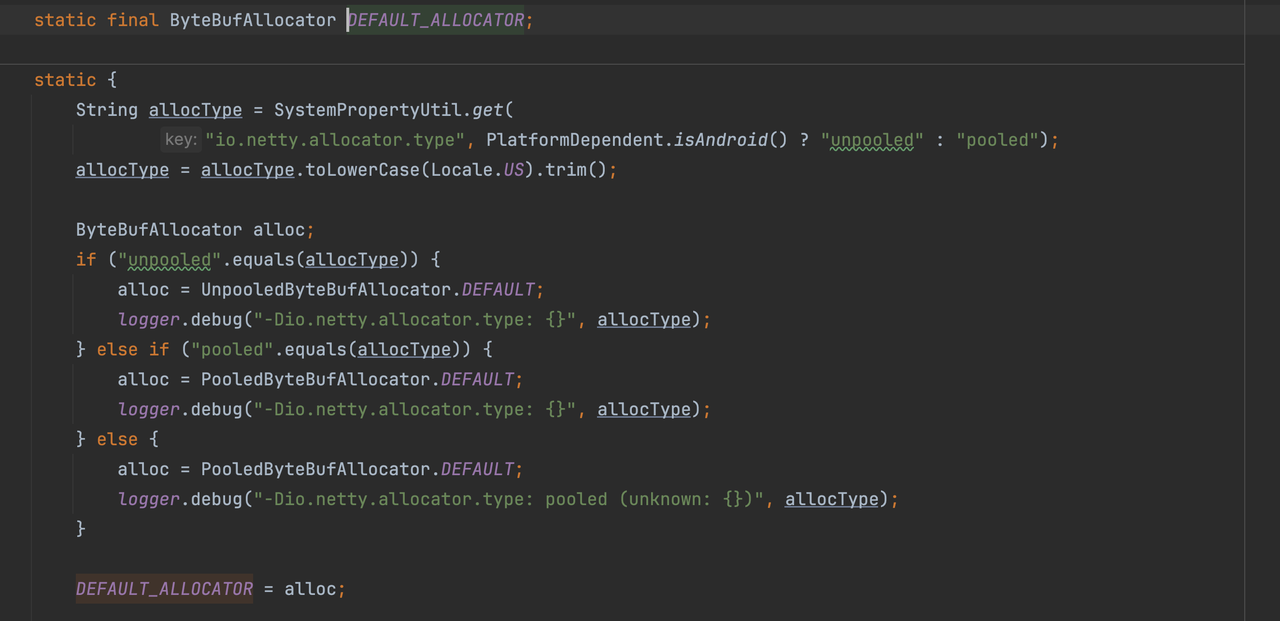 static final ByteBufAllocator DEFAULT_ALLOCATOR;
static {
String allocType = SystemPropertyUtil.get(
key: "io.netty.allocator.type", PlatformDependent.isAndroid() ? "unpooled" : "pooled");
allocType = allocType.toLowerCase(Locale.US).trim();
ByteBufAllocator alloc;
if ("unpooled".equals(allocType)) {
alloc = UnpooledByteBufAllocator.DEFAULT;
logger.debug("-Dio.netty.allocator.type: {}", allocType);
} else if ("pooled".equals(allocType)) {
alloc = PooledByteBufAllocator.DEFAULT;
logger.debug("-Dio.netty.allocator.type: {}", allocType);
} else {
alloc = PooledByteBufAllocator.DEFAULT;
logger.debug("-Dio.netty.allocator.type: pooled (unknown: {})", allocType);
}
DEFAULT_ALLOCATOR = alloc;